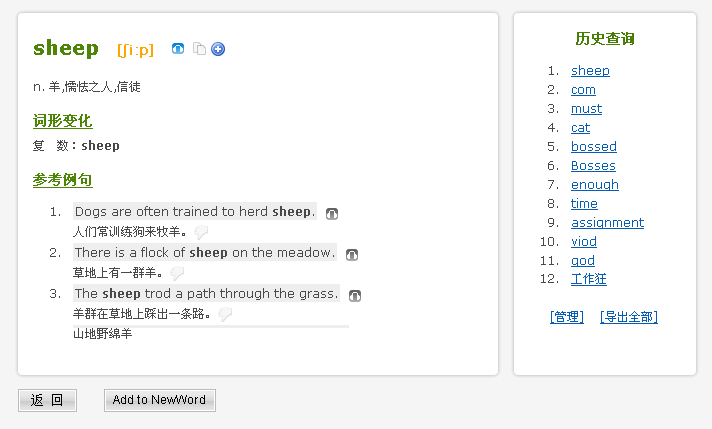 sheep [ʃi:p]
n. 羊,懦怯之人,信徒
词形变化
复 数：sheep
参考例句
1. Dogs are often trained to herd sheep.
人们常训练狗来牧羊。
2. There is a flock of sheep on the meadow.
草地上有一群羊。
3. The sheep trod a path through the grass.
羊群在草地上踩出一条路。
山地野绵羊
返 回
Add to NewWord
历史查询
1. sheep
2. com
3. must
4. cat
5. bossed
6. Bosses
7. enough
8. time
9. assignment
10. viod
11. god
12. 工作狂
[管理] [导出全部]